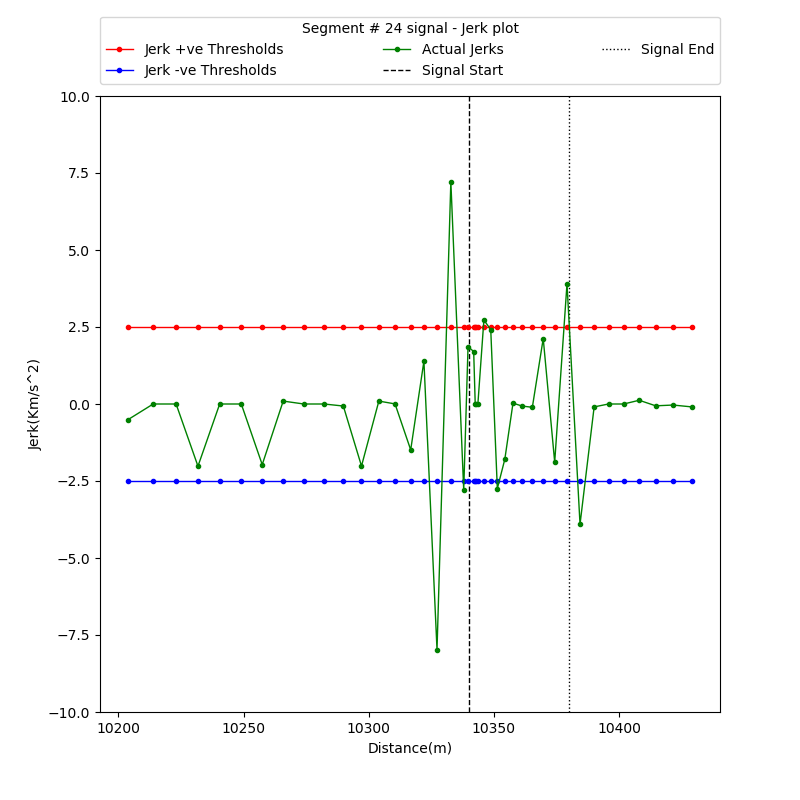 Segment # 24 signal - Jerk plot
Jerk +ve Thresholds
Jerk -ve Thresholds
Actual Jerks
Signal Start
Signal End
10.0
7.5
5.0
2.5
0.0
−2.5
−5.0
−7.5
−10.0
Jerk(Km/s^2)
10200
10250
10300
10350
10400
Distance(m)